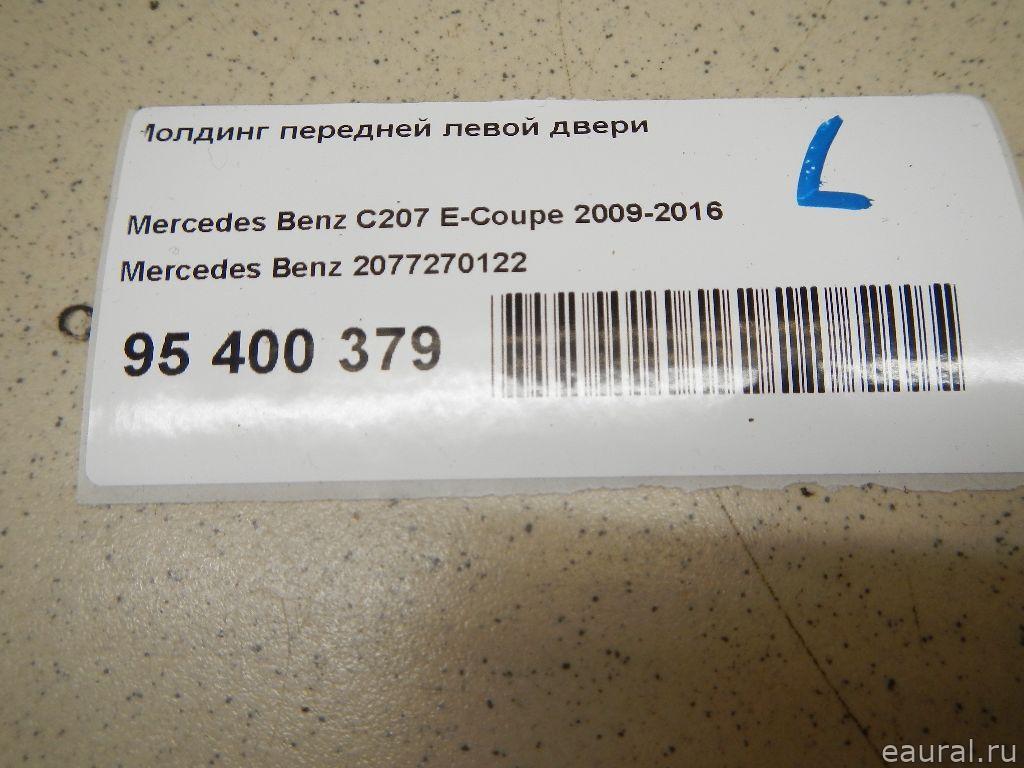 Молдинг передней левой двери
L
Mercedes Benz C207 E-Coupe 2009-2016
Mercedes Benz 2077270122
95 400 379
eaural.ru